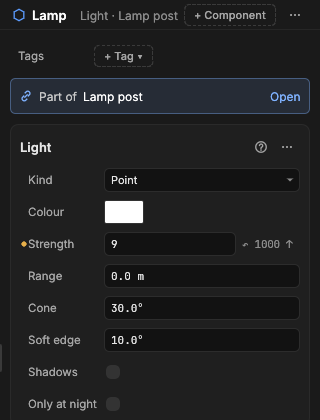 Lamp Light · Lamp post + Component ...
Tags + Tag ▾
Part of Lamp post Open
Light ? ...
Kind Point
Colour
Strength 9 ↶ 1000 ↑
Range 0.0 m
Cone 30.0°
Soft edge 10.0°
Shadows
Only at night